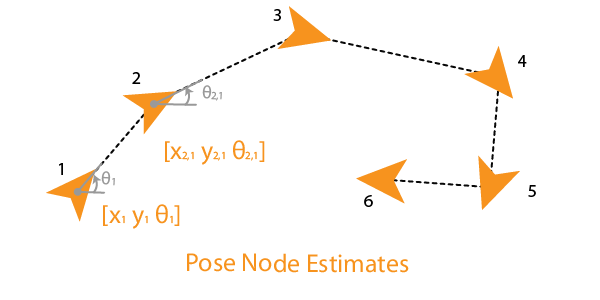 3
4
2
θ2,1
[x2,1 y2,1 θ2,1]
1
θ1
5
6
[x1 y1 θ1]
Pose Node Estimates